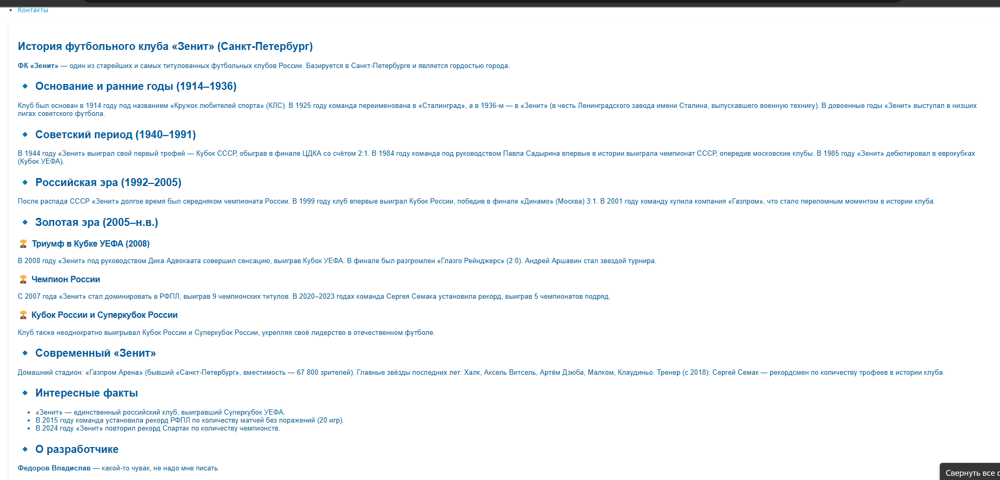 Контакты
История футбольного клуба «Зенит» (Санкт-Петербург)
ФК «Зенит» — один из старейших и самых титулованных футбольных клубов России. Базируется в Санкт-Петербурге и является гордостью города.
Основание и ранние годы (1914–1936)
Клуб был основан в 1914 году под названием «Кружок любителей спорта» (КЛС). В 1925 году команда переименована в «Сталинград», а в 1936-м — в «Зенит» (в честь Ленинградского завода имени Сталина, выпускавшего военную технику). В довоенные годы «Зенит» выступал в низших
лигах советского футбола.
Советский период (1940–1991)
В 1944 году «Зенит» выиграл свой первый трофей — Кубок СССР, обыграв в финале ЦДКА со счётом 2:1. В 1984 году команда под руководством Павла Садырина впервые в истории выиграла чемпионат СССР, опередив московские клубы. В 1985 году «Зенит» дебютировал в еврокубках
(Кубок УЕФА).
Российская эра (1992–2005)
После распада СССР «Зенит» долгое время был середняком чемпионата России. В 1999 году клуб впервые выиграл Кубок России, победив в финале «Динамо» (Москва) 3:1. В 2001 году команду купила компания «Газпром», что стало переломным моментом в истории клуба.
Золотая эра (2005–н.в.)
Триумф в Кубке УЕФА (2008)
В 2008 году «Зенит» под руководством Дика Адвокаата совершил сенсацию, выиграв Кубок УЕФА. В финале был разгромлен «Глазго Рейнджерс» (2:0). Андрей Аршавин стал звездой турнира.
Чемпион России
С 2007 года «Зенит» стал доминировать в РФПЛ, выиграв 9 чемпионских титулов. В 2020–2023 годах команда Сергея Семака установила рекорд, выиграв 5 чемпионатов подряд.
Кубок России и Суперкубок России
Клуб также неоднократно выигрывал Кубок России и Суперкубок России, укрепляя своё лидерство в отечественном футболе.
Современный «Зенит»
Домашний стадион: «Газпром Арена» (бывший «Санкт-Петербург», вместимость — 67 800 зрителей). Главные звёзды последних лет: Халк, Аксель Витсель, Артём Дзюба, Малком, Клаудиньо. Тренер (с 2018): Сергей Семак — рекордсмен по количеству трофеев в истории клуба.
Интересные факты
«Зенит» — единственный российский клуб, выигравший Суперкубок УЕФА.
В 2015 году команда установила рекорд РФПЛ по количеству матчей без поражений (20 игр).
В 2024 году «Зенит» повторил рекорд Спартак по количеству чемпионств.
О разработчике
Федоров Владислав — какой-то чувак, не надо мне писать
Свернуть все